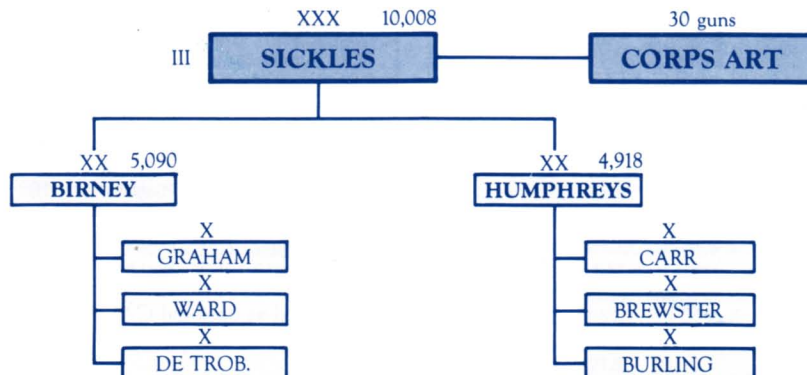 XXX 10,008
30 guns
III SICKLES
CORPS ART
XX 5,090
BIRNEY
X
GRAHAM
X
WARD
X
DE TROB.
XX 4,918
HUMPHREYS
X
CARR
X
BREWSTER
X
BURLING